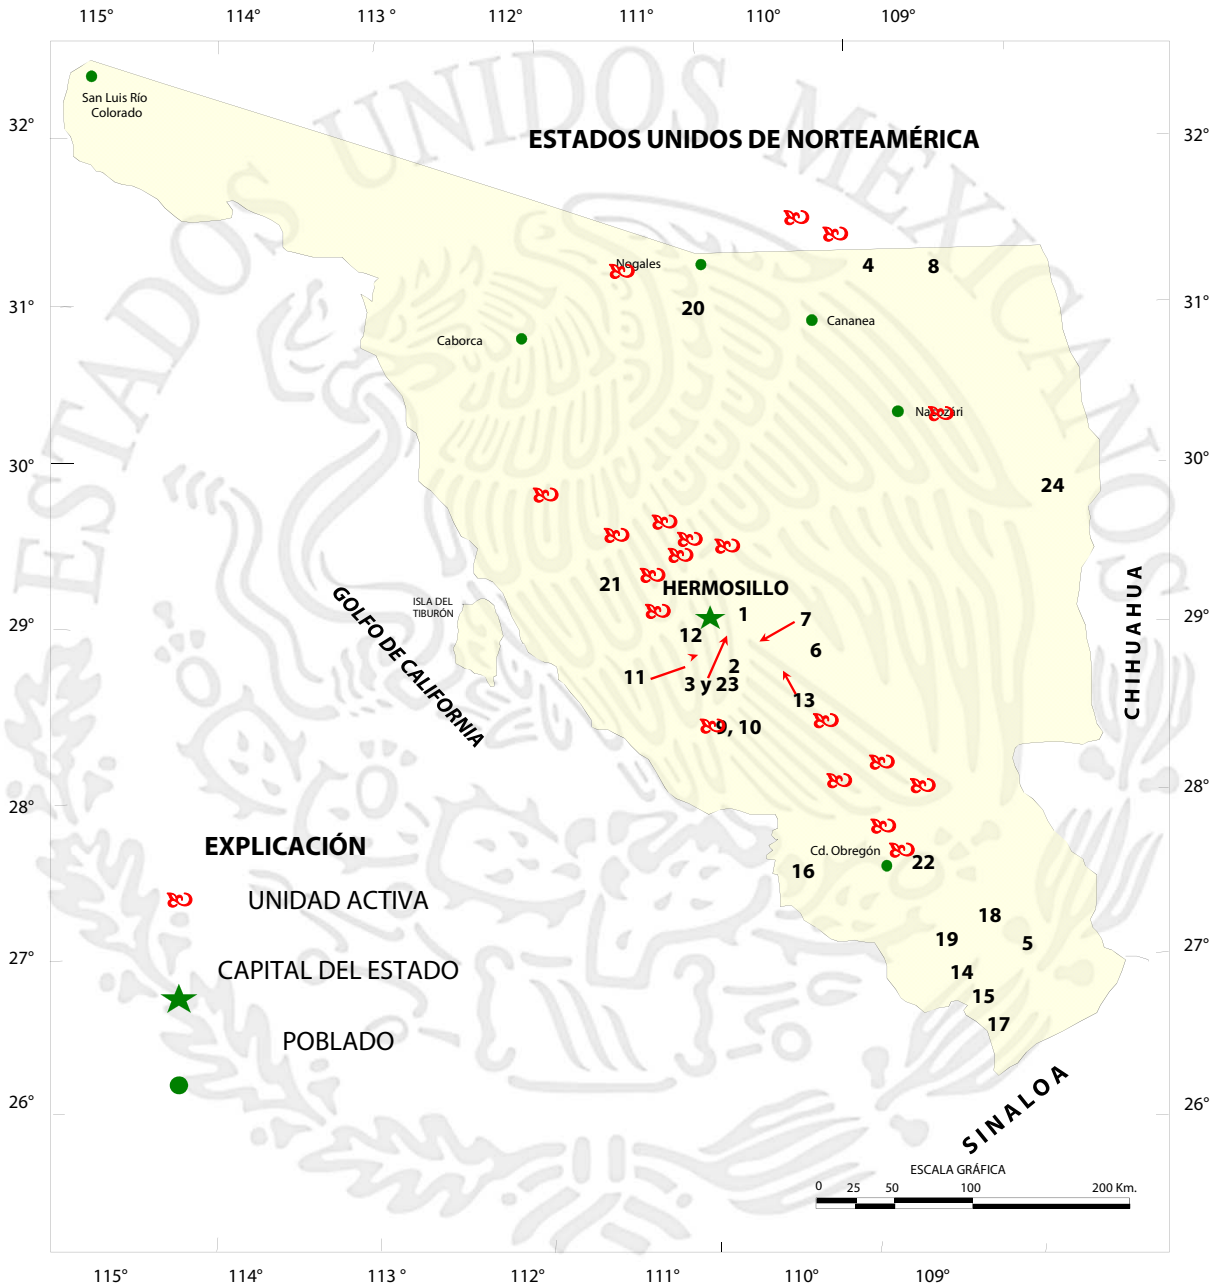 115°
114°
113 °
112°
111°
110°
109°
ESTADOS UNIDOS MEXICANOS
32°
32°
San Luis Río
Colorado
ESTADOS UNIDOS DE NORTEAMÉRICA
Nogales
4
8
31°
20
31°
Cananea
Caborca
Nacozari
30°
30°
24
21
HERMOSILLO
ISLA DEL
TIBURÓN
GOLFO DE CALIFORNIA
CHIHUAHUA
1
7
29°
29°
12
6
2
11
3 y 23
13
9, 10
28°
28°
EXPLICACIÓN
Cd. Obregón
22
16
UNIDAD ACTIVA
18
19
5
27°
27°
CAPITAL DEL ESTADO
14
15
17
POBLADO
26°
26°
SINALOA
ESCALA GRÁFICA
0 25 50 100 200 Km.
115°
114°
113 °
112°
111°
110°
109°